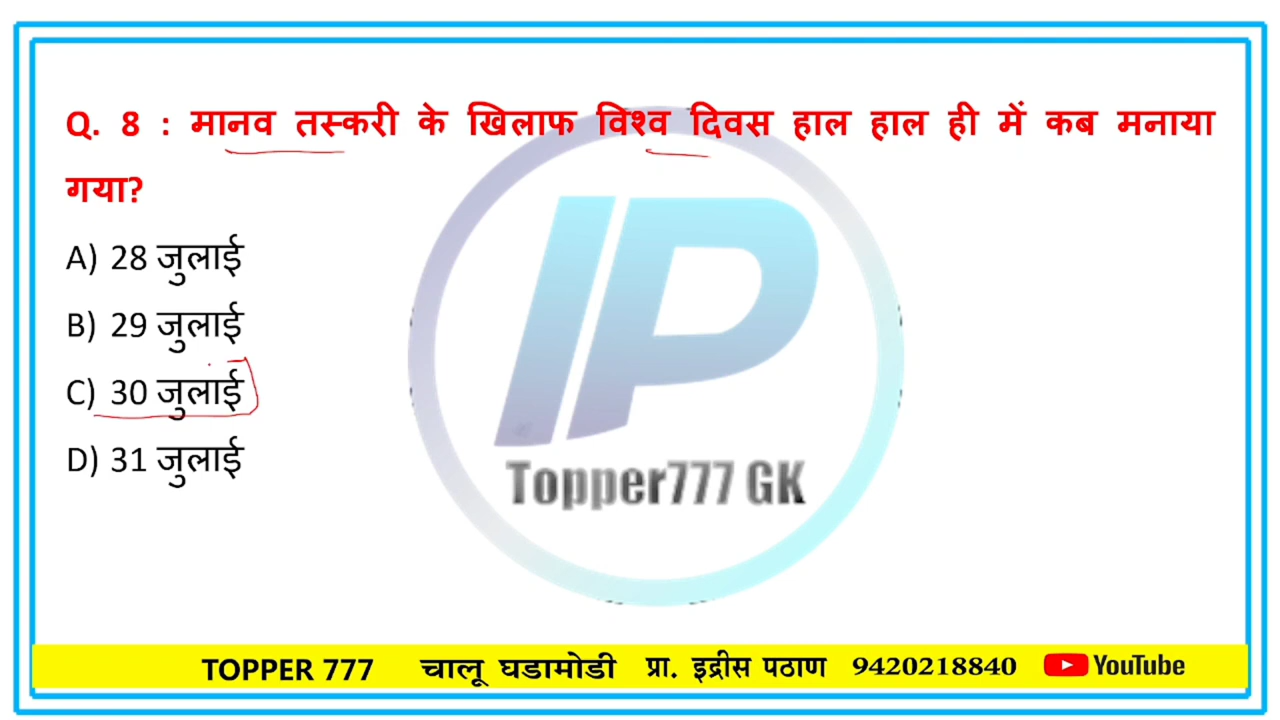 Q. 8 : मानव तस्करी के खिलाफ विश्व दिवस हाल हाल ही में कब मनाया
गया?
A) 28 जुलाई
B) 29 जुलाई
C) 30 जुलाई
D) 31 जुलाई
IP
Topper777 GK
TOPPER 777 चालू घडामोडी प्रा. इद्रीस पठाण 9420218840 YouTube